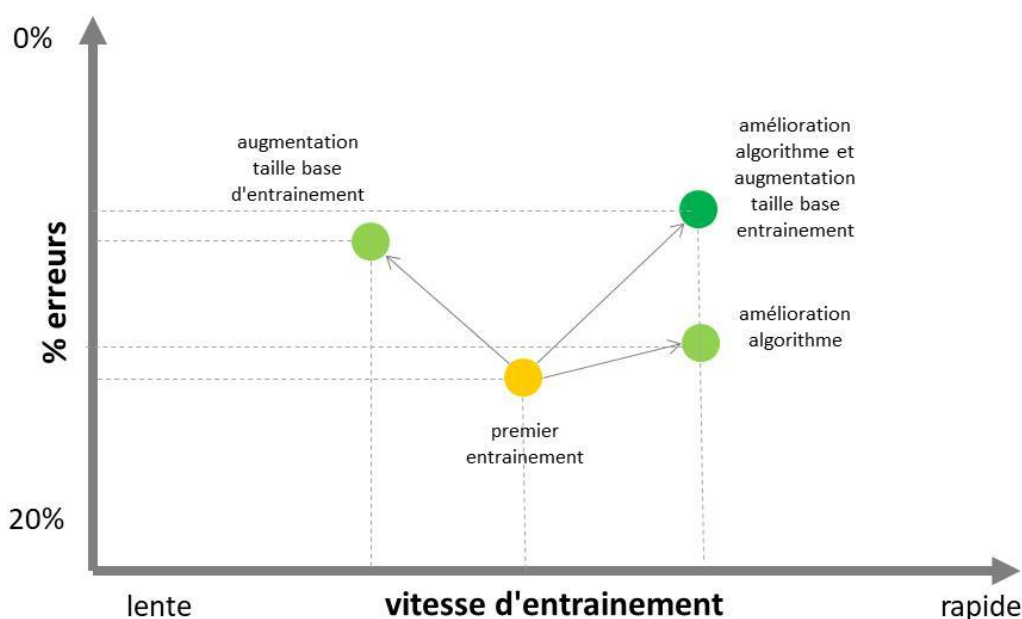 0%
augmentation
taille base
d'entrainement
amélioration
algorithme et
augmentation
taille base
entrainement
% erreurs
amélioration
algorithme
premier
entrainement
20%
lente
vitesse d'entrainement
rapide